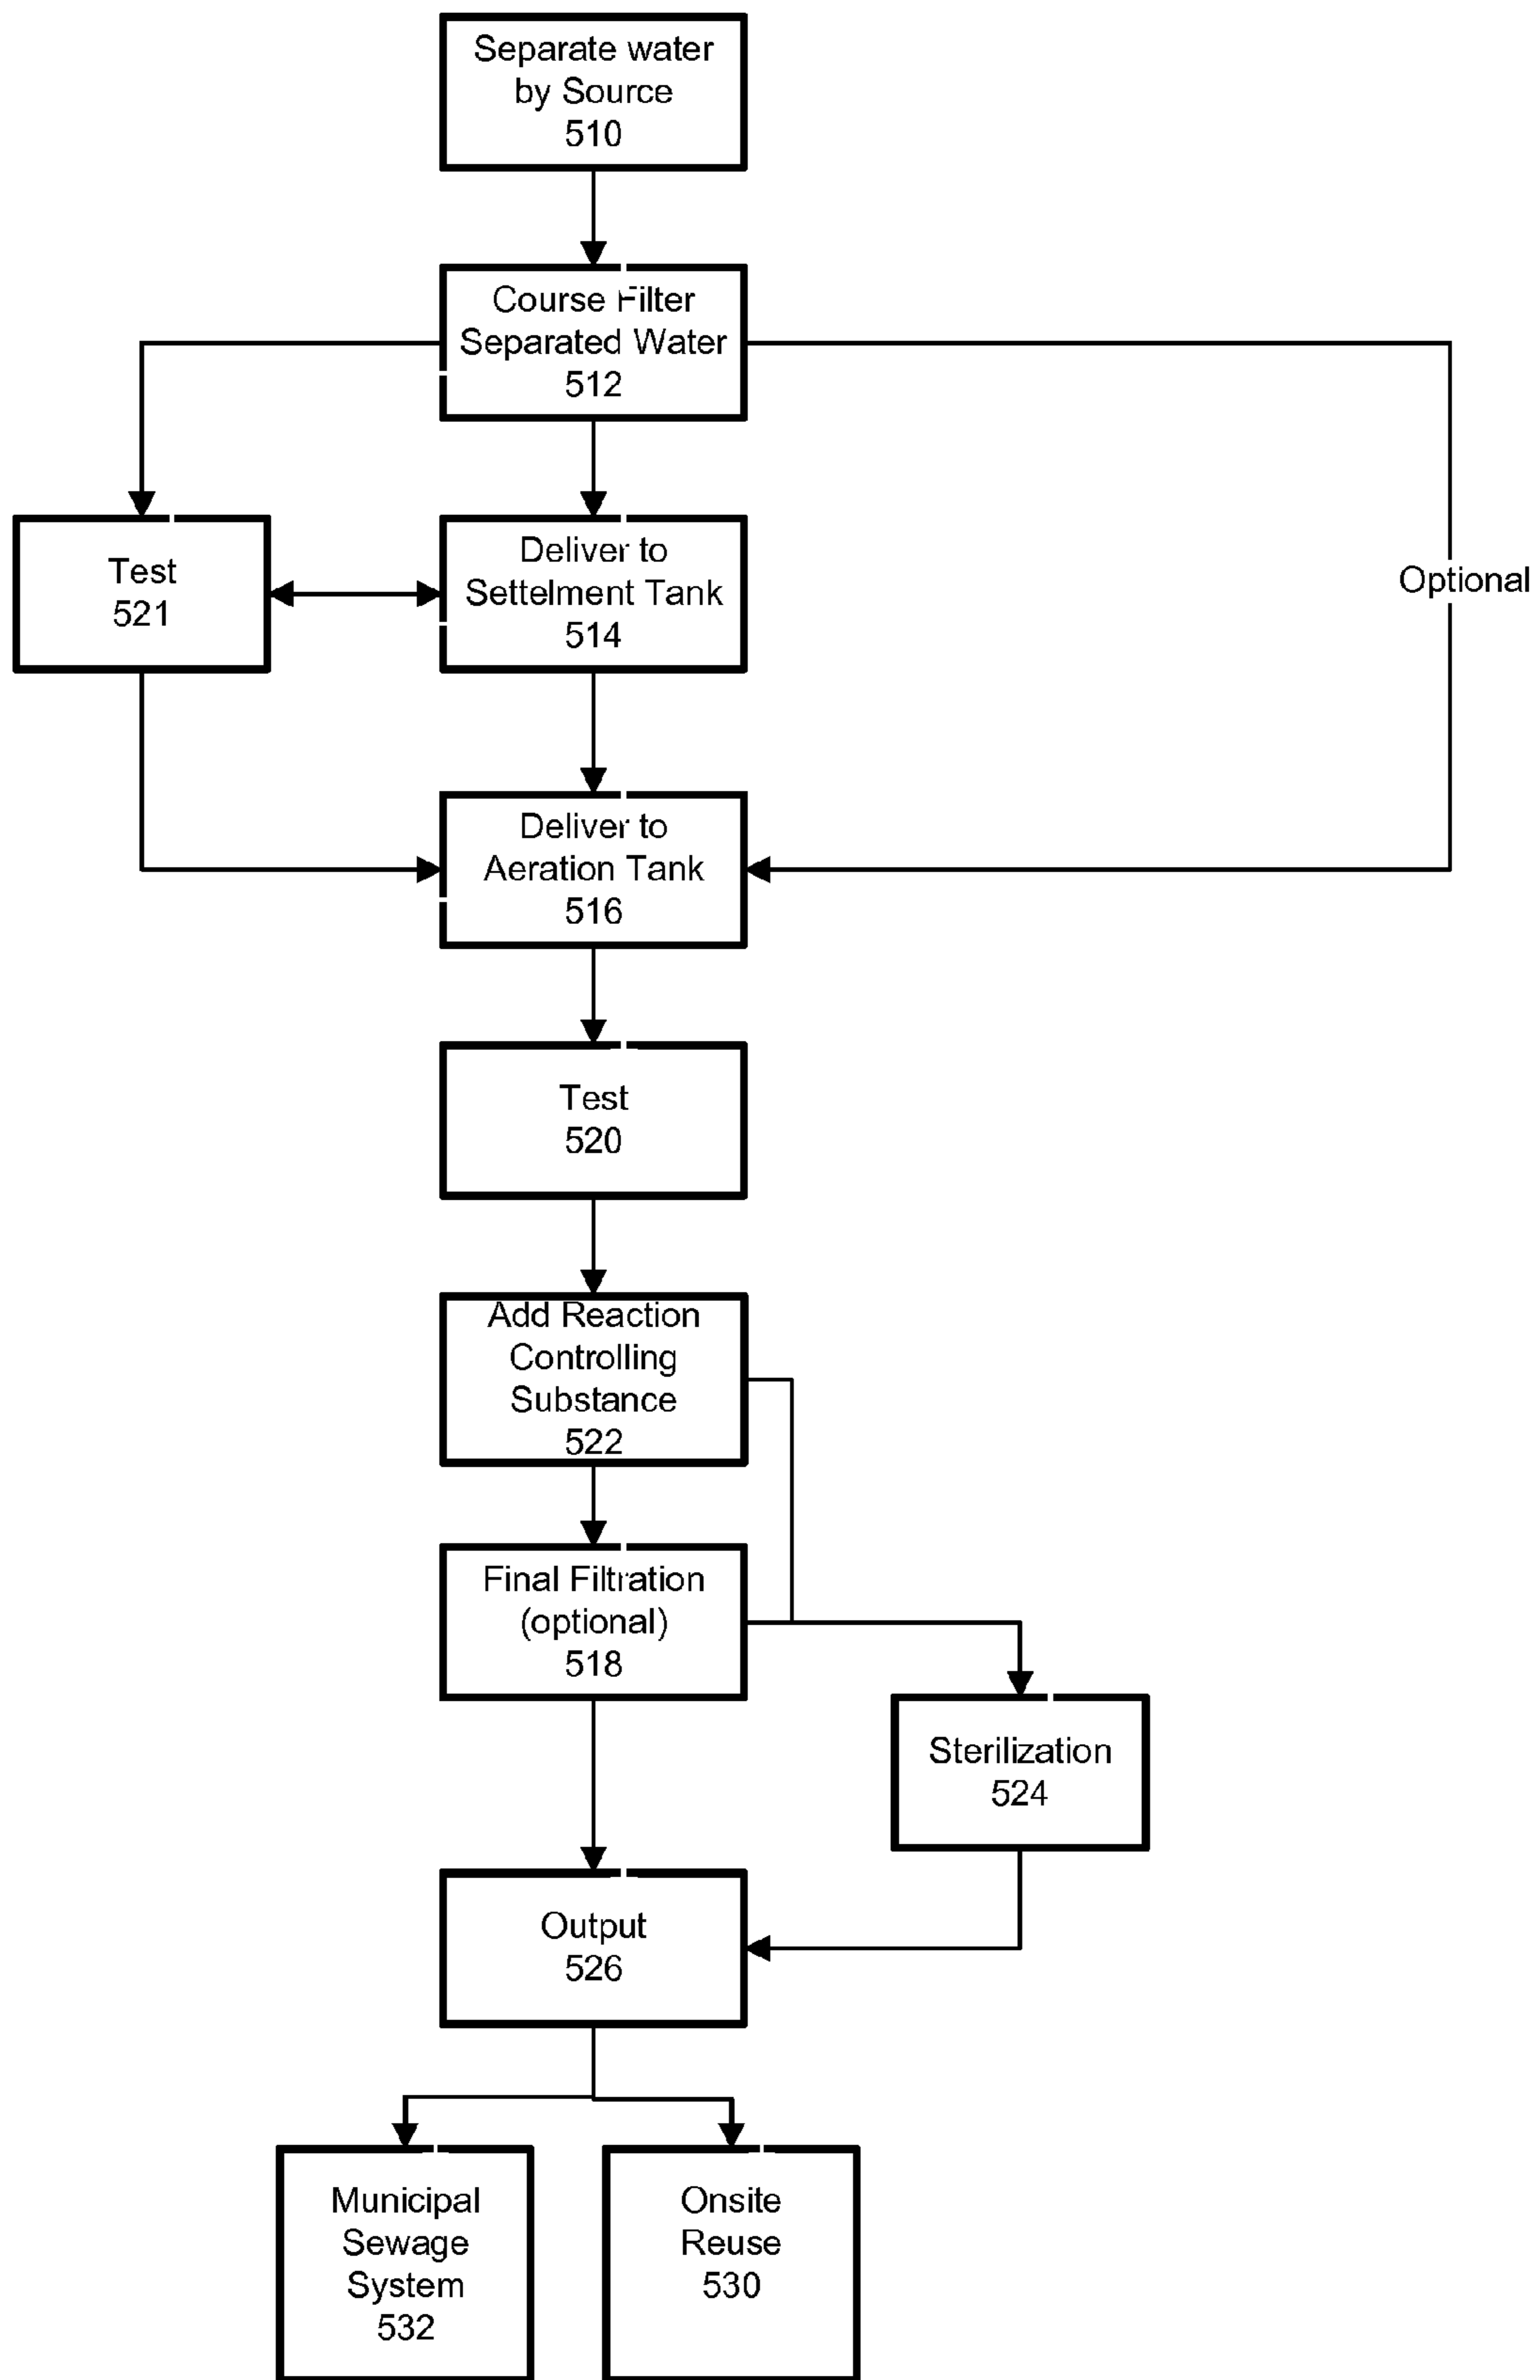 Separate water
by Source
510
Course Filter
Separated Water
512
Test
521
Deliver to
Settelment Tank
514
Optional
Deliver to
Aeration Tank
516
Test
520
Add Reaction
Controlling
Substance
522
Final Filtration
(optional)
518
Sterilization
524
Output
526
Municipal
Sewage
System
532
Onsite
Reuse
530